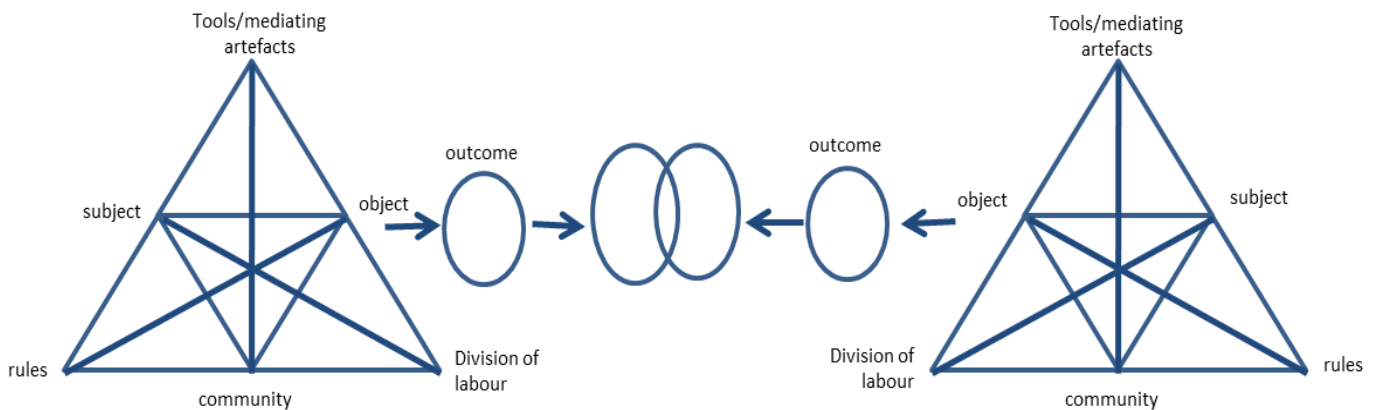 Tools/mediating
artefacts
subject
object
rules
community
Division of
labour
outcome
outcome
Tools/mediating
artefacts
object
subject
Division of
labour
community
rules